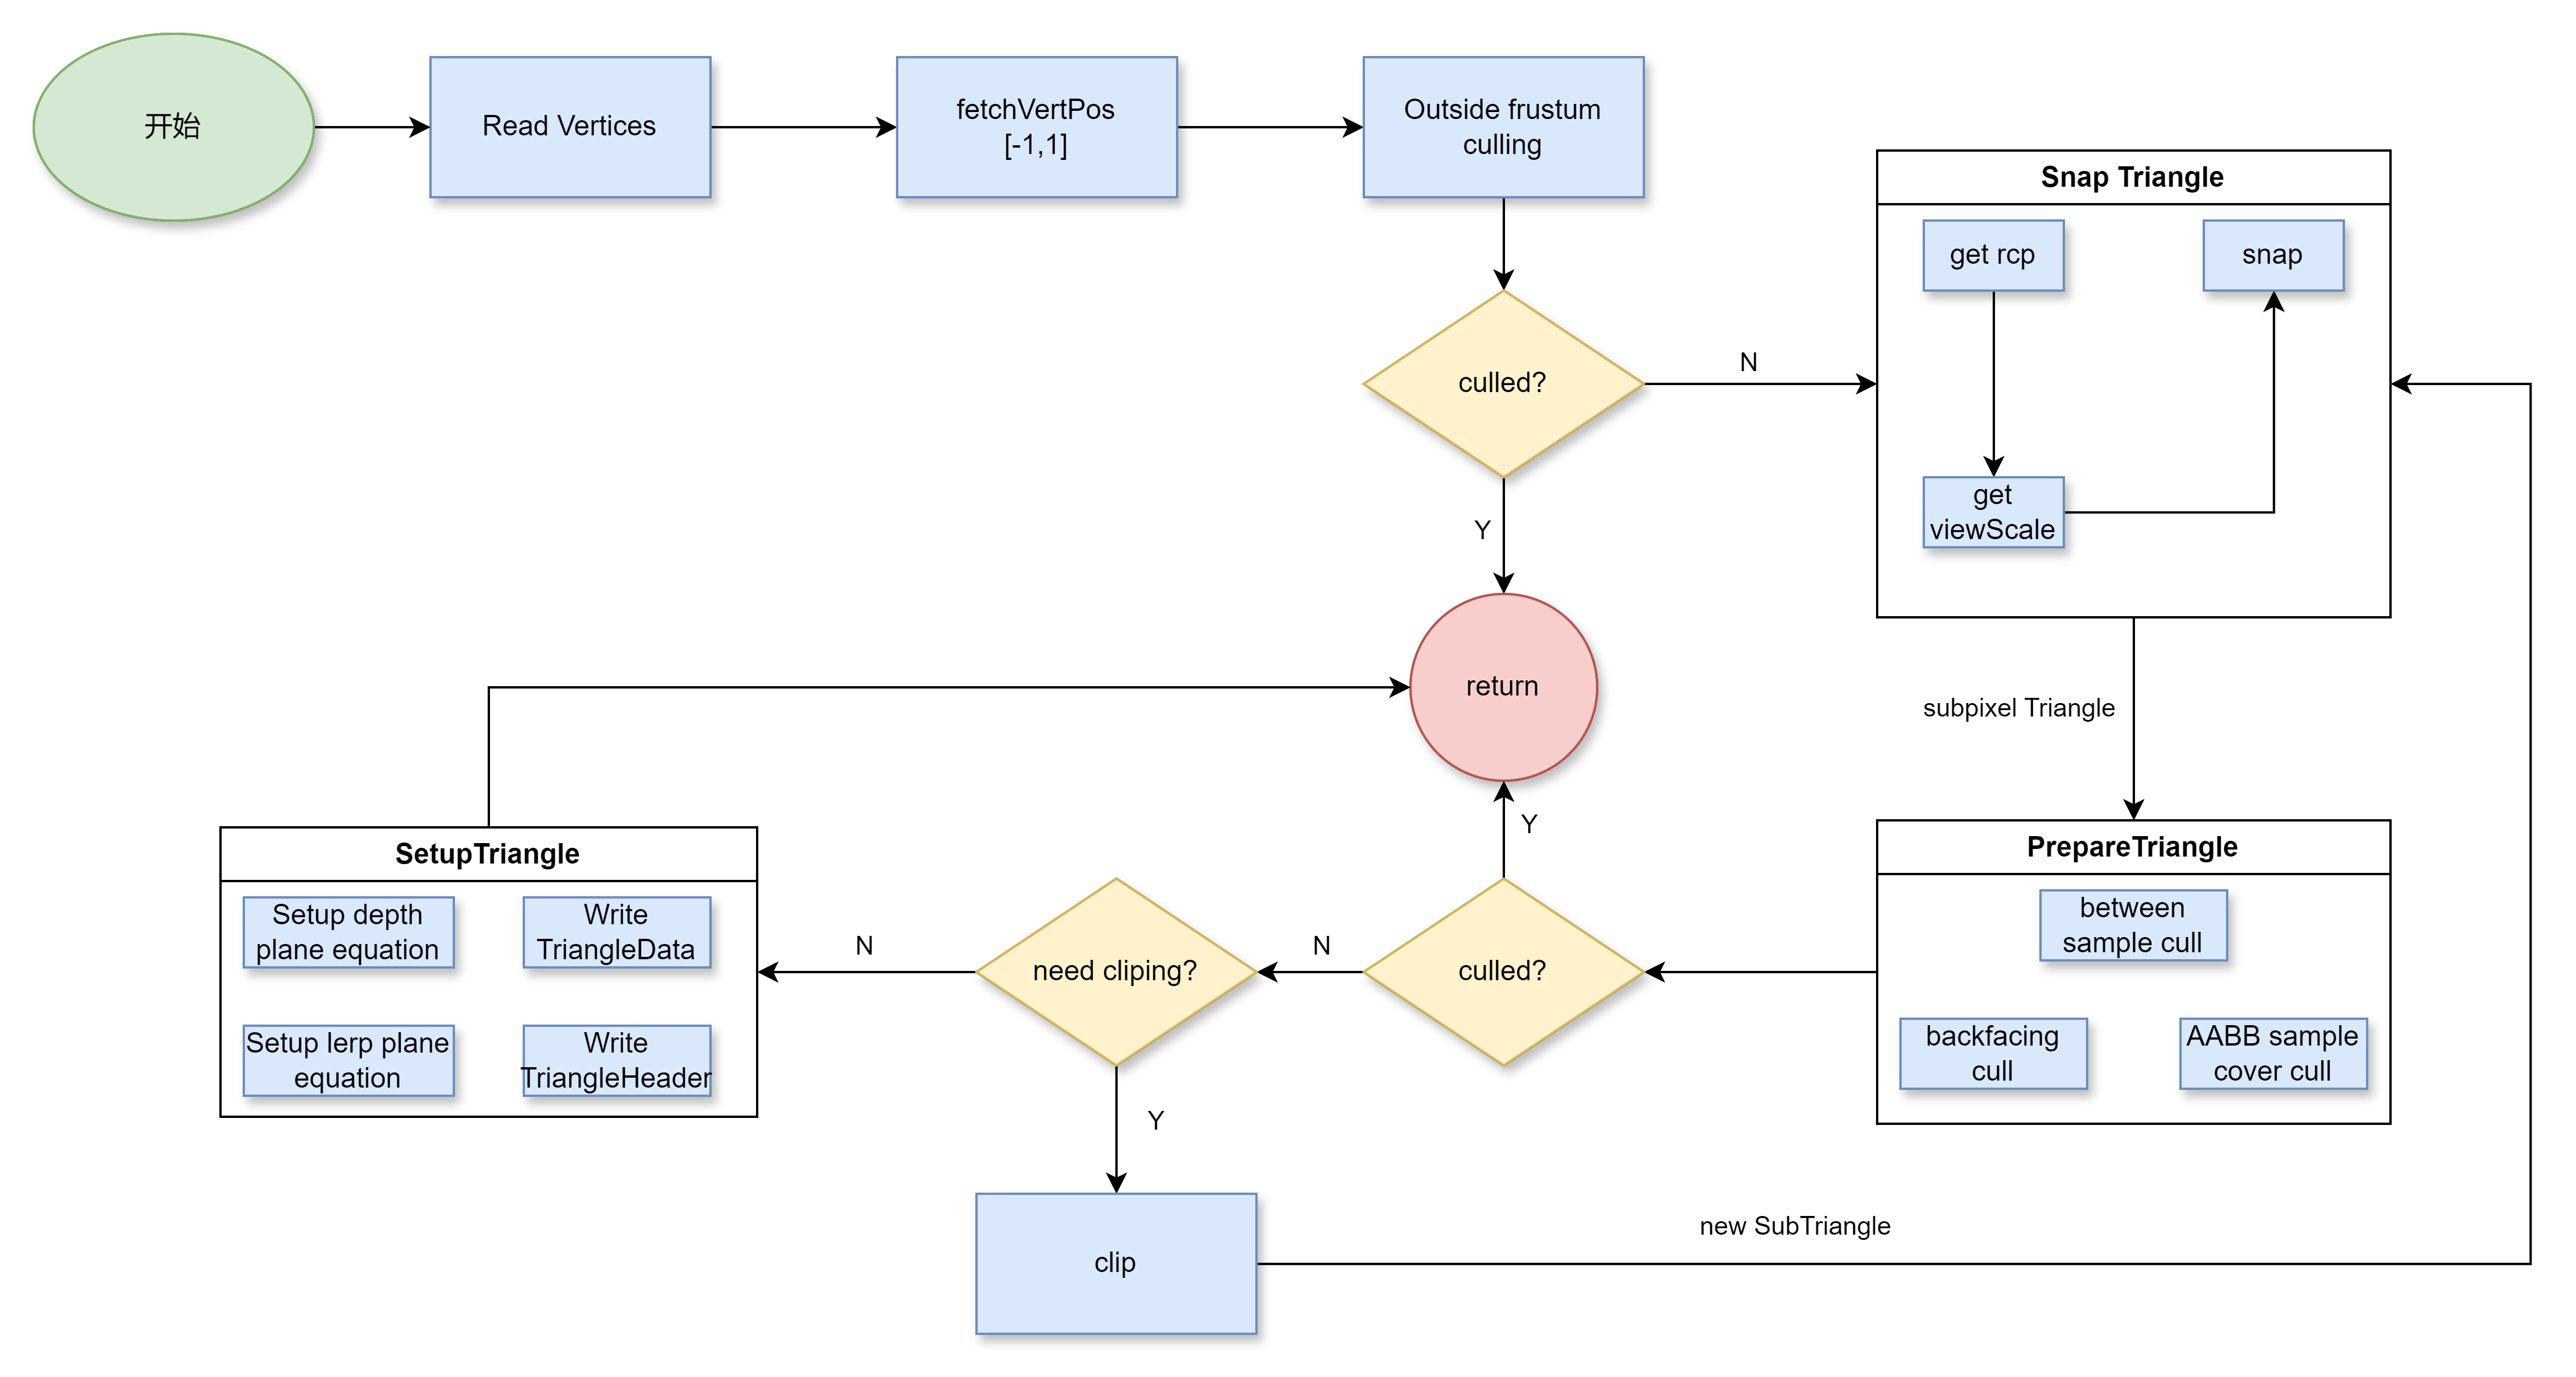 开始
Read Vertices
fetchVertPos
[-1,1]
Outside frustum
culling
culled?
N
Y
Snap Triangle
get rcp
snap
get
viewScale
return
subpixel Triangle
PrepareTriangle
between
sample cull
backfacing
cull
AABB sample
cover cull
culled?
Y
N
need cliping?
N
Y
SetupTriangle
Setup depth
plane equation
Write
TriangleData
Setup lerp plane
equation
Write
TriangleHeader
clip
new SubTriangle